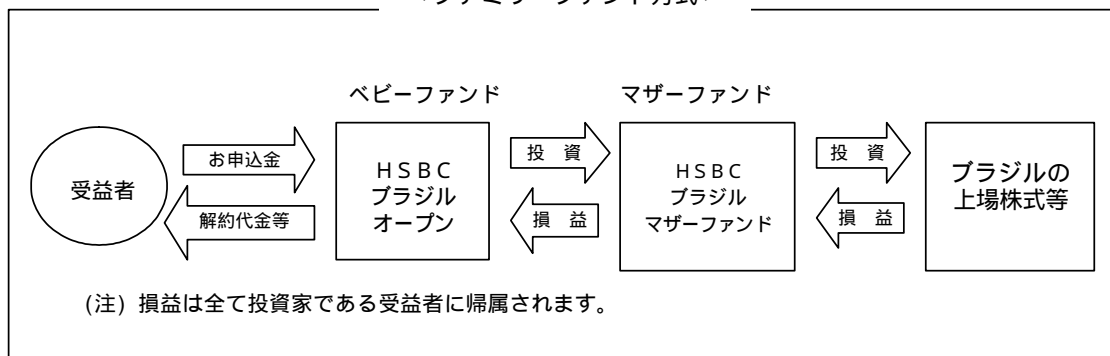 ベビーファンド
マザーファンド
受益者
お申込金
解約代金等
HSBC
ブラジル
オープン
投 資
損 益
HSBC
ブラジル
マザーファンド
投 資
損 益
ブラジルの
上場株式等
(注) 損益は全て投資家である受益者に帰属されます。